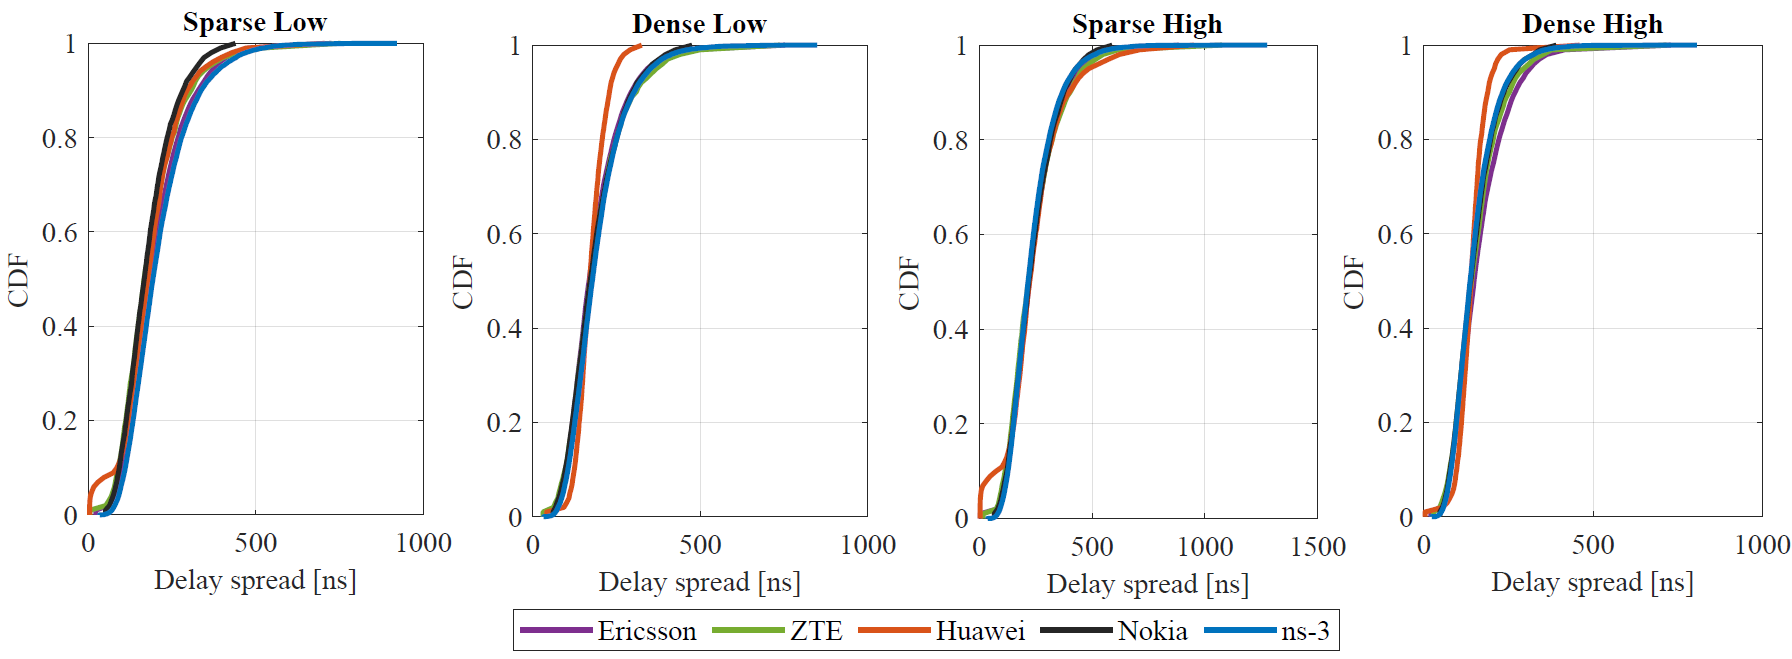 Sparse Low
1
0.8
0.6
0.4
0.2
0
CDF
0 500 1000
Delay spread [ns]
Dense Low
1
0.8
0.6
0.4
0.2
0
CDF
0 500 1000
Delay spread [ns]
Sparse High
1
0.8
0.6
0.4
0.2
0
CDF
0 500 1000 1500
Delay spread [ns]
Dense High
1
0.8
0.6
0.4
0.2
0
CDF
0 500 1000
Delay spread [ns]
Ericsson ZTE Huawei Nokia ns-3